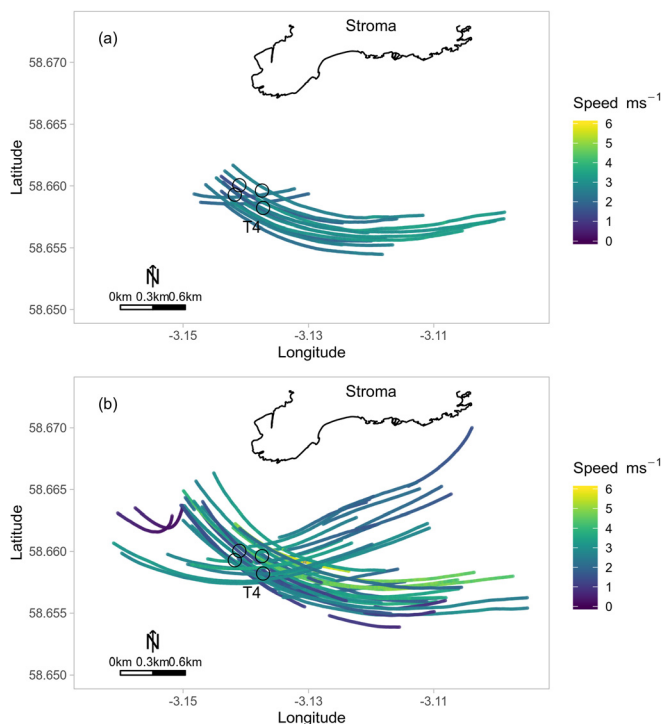 Stroma
(a)
58.670
58.665
58.660
58.655
58.650
Latitude
T4
N
0km 0.3km 0.6km
-3.15 -3.13 -3.11
Longitude
Speed ms⁻¹
6
5
4
3
2
1
0
Stroma
(b)
58.670
58.665
58.660
58.655
58.650
Latitude
T4
N
0km 0.3km 0.6km
-3.15 -3.13 -3.11
Longitude
Speed ms⁻¹
6
5
4
3
2
1
0